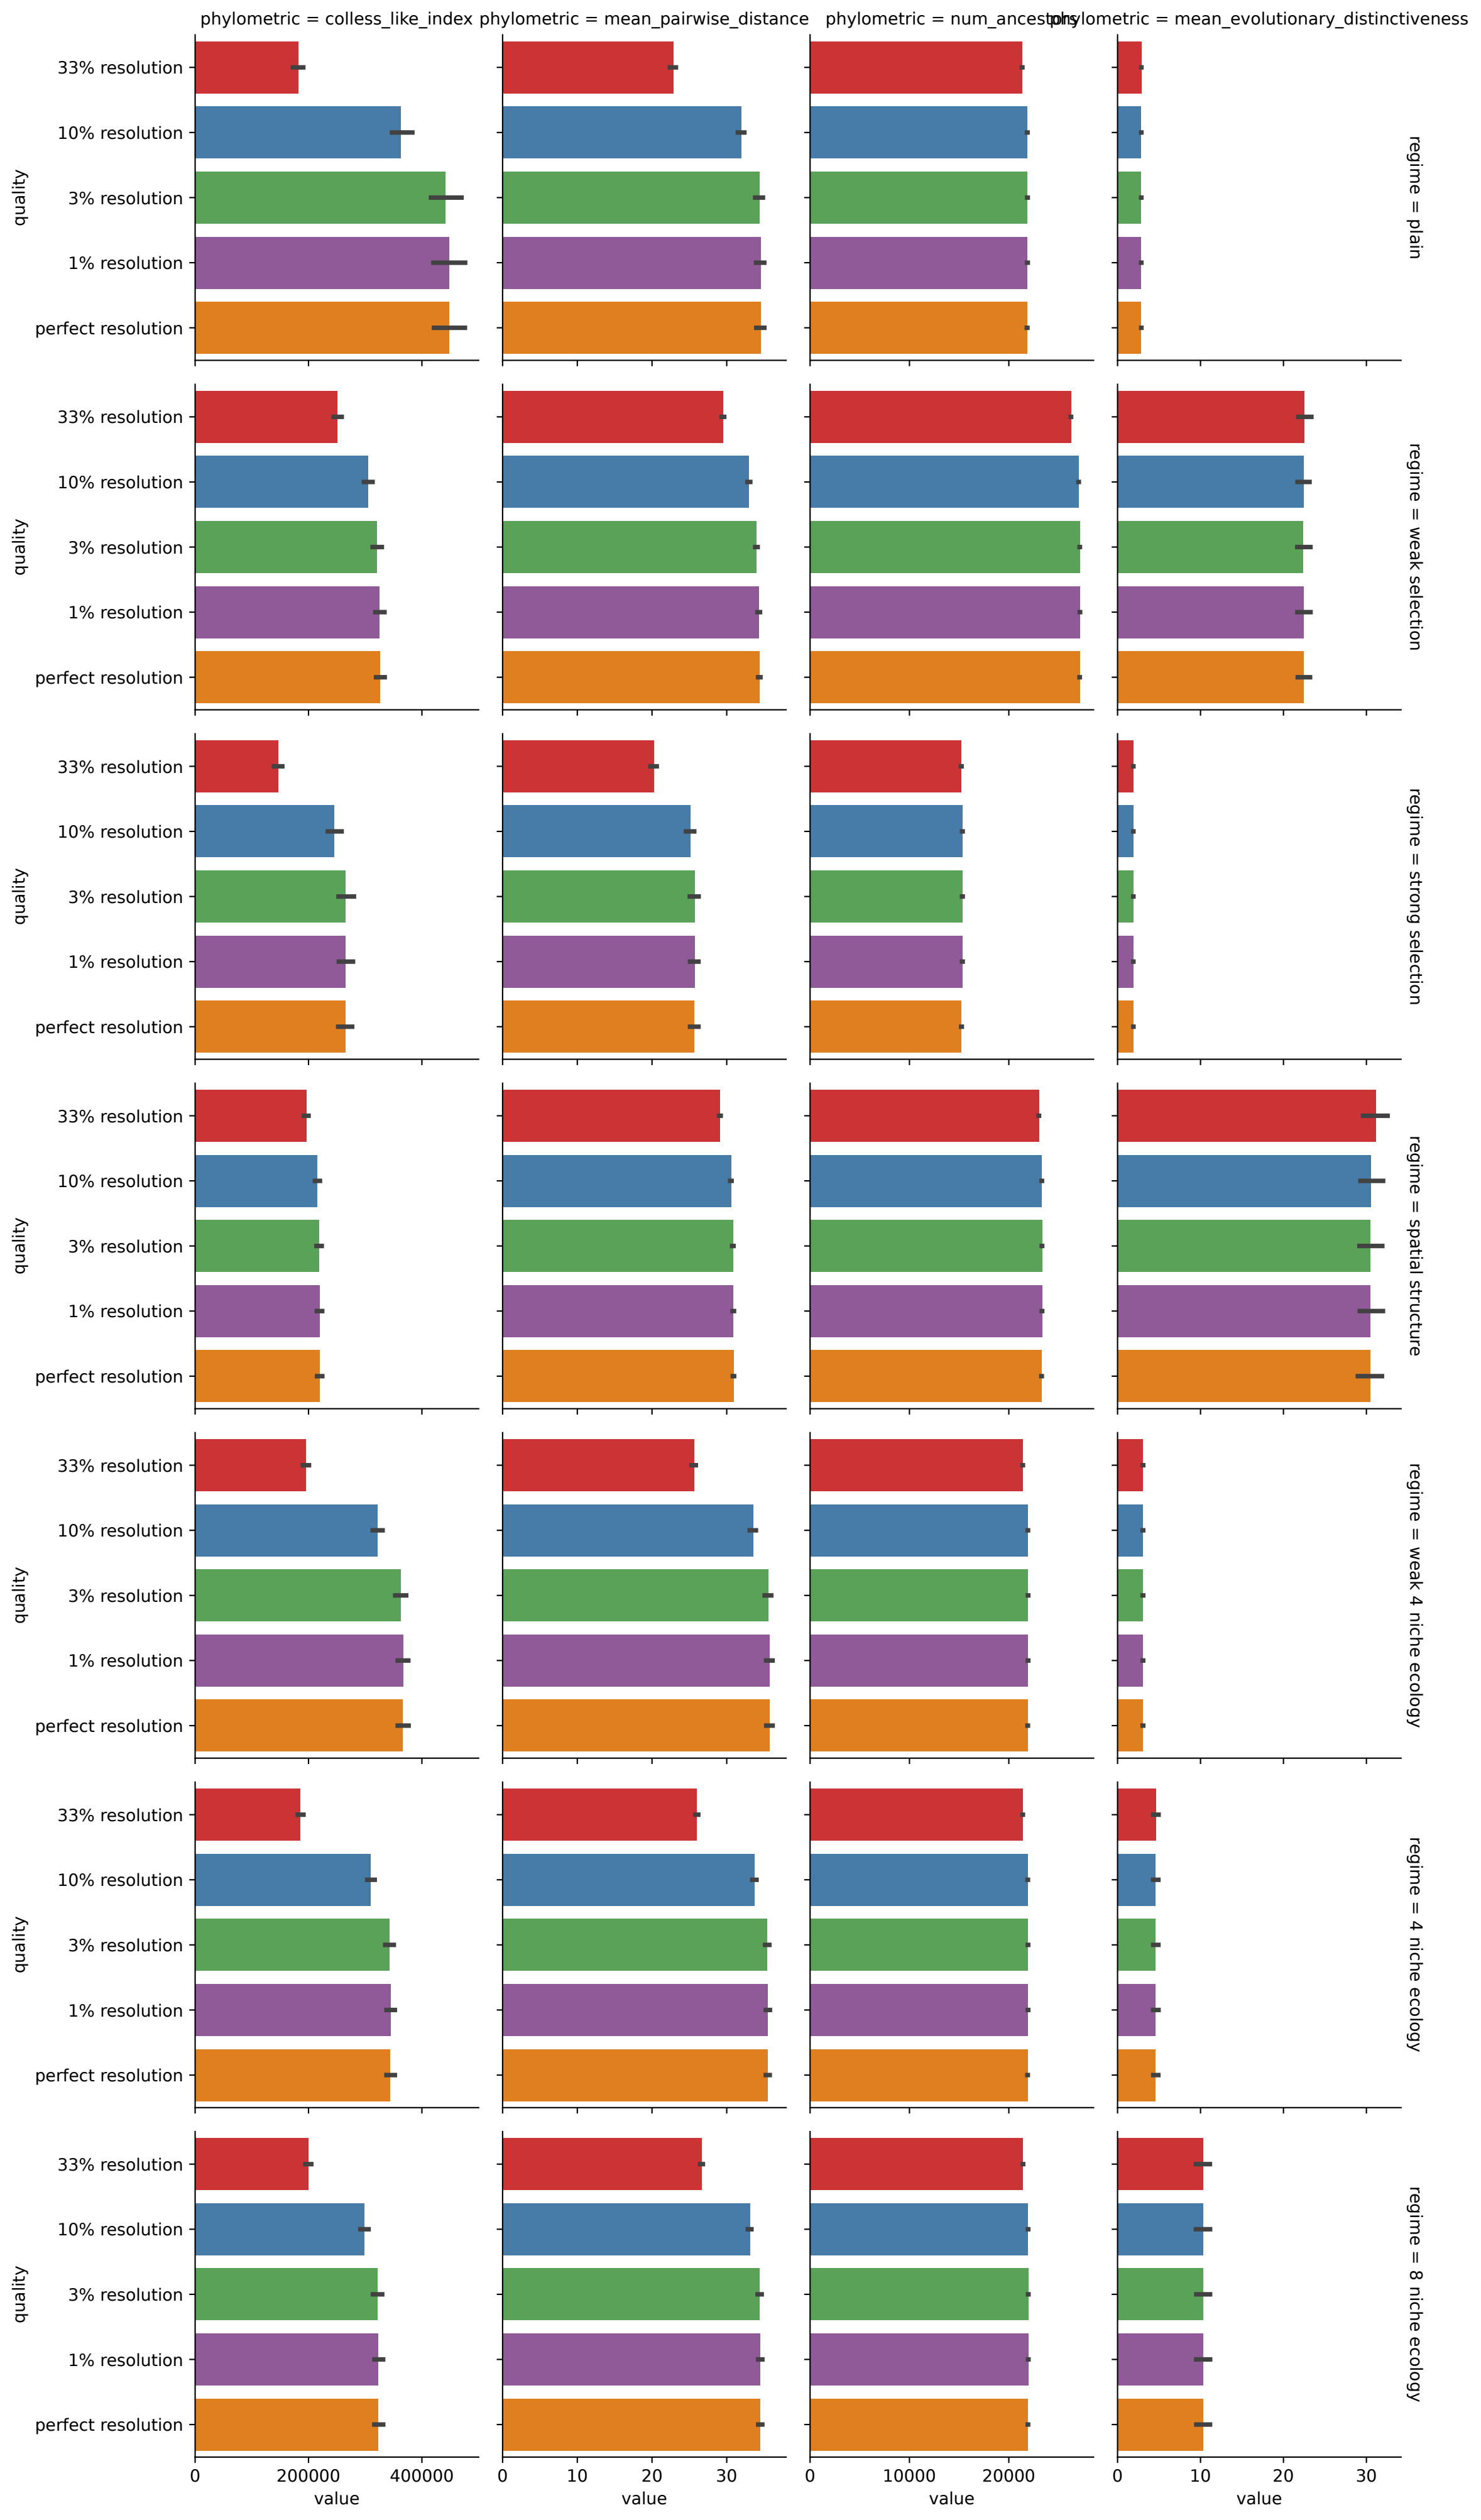 phylometric = colless_like_index
phylometric = mean_pairwise_distance
phylometric = num_ancestors
phylometric = mean_evolutionary_distinctiveness
quality
33% resolution
10% resolution
3% resolution
1% resolution
perfect resolution
regime = plain
quality
33% resolution
10% resolution
3% resolution
1% resolution
perfect resolution
regime = weak selection
quality
33% resolution
10% resolution
3% resolution
1% resolution
perfect resolution
regime = strong selection
quality
33% resolution
10% resolution
3% resolution
1% resolution
perfect resolution
regime = spatial structure
quality
33% resolution
10% resolution
3% resolution
1% resolution
perfect resolution
regime = weak 4 niche ecology
quality
33% resolution
10% resolution
3% resolution
1% resolution
perfect resolution
regime = 4 niche ecology
quality
33% resolution
10% resolution
3% resolution
1% resolution
perfect resolution
regime = 8 niche ecology
0 200000 400000
value
0 10 20 30
value
0 10000 20000
value
0 10 20 30
value